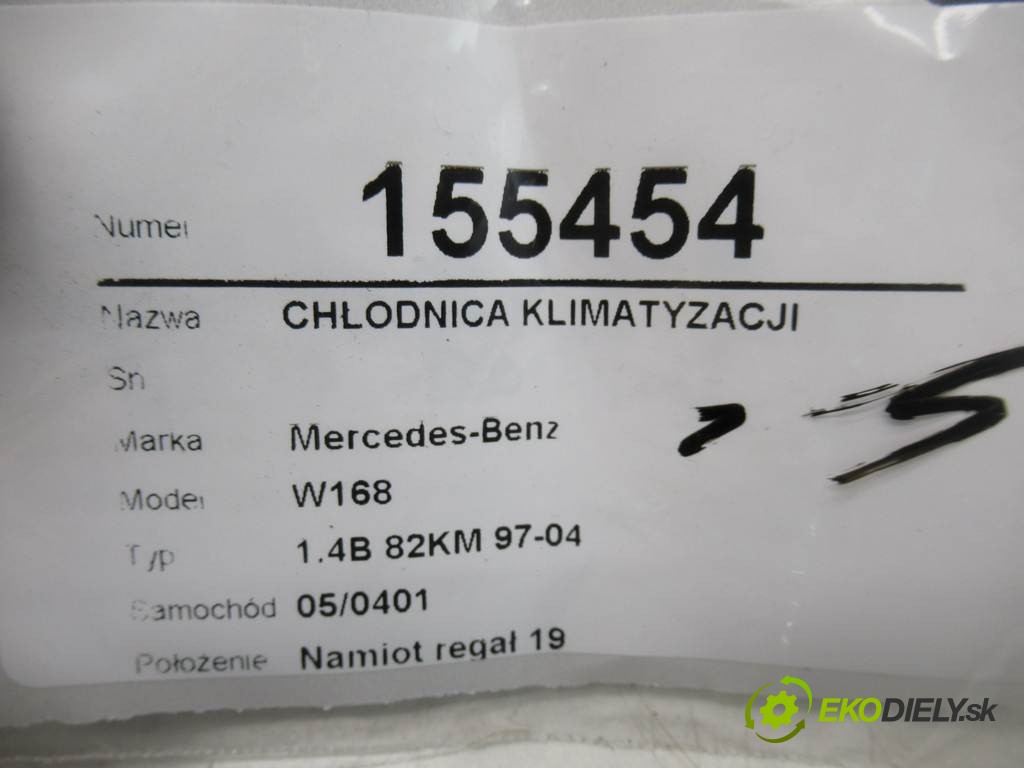 Numer 155454
Nazwa CHŁODNICA KLIMATYZACJI
Sn
Marka Mercedes-Benz
Model W168
Typ 1.4B 82KM 97-04
Samochód 05/0401
Położenie Namiot regał 19
EKODIELY.sk